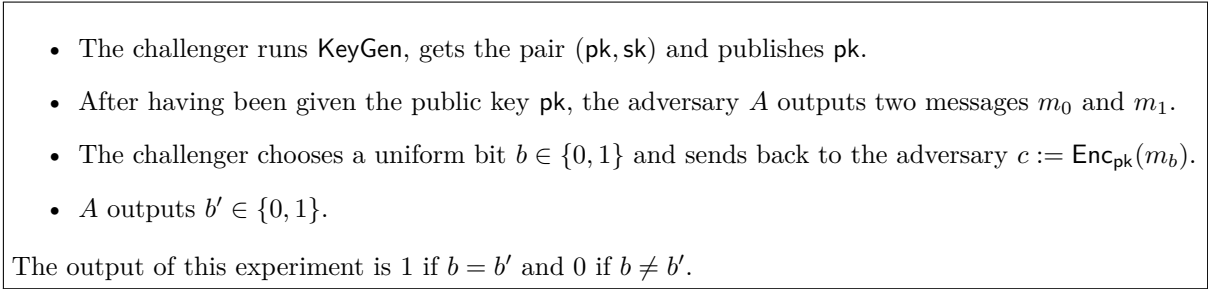 • The challenger runs KeyGen, gets the pair (pk, sk) and publishes pk.
• After having been given the public key pk, the adversary A outputs two messages m₀ and m₁.
• The challenger chooses a uniform bit b ∈ {0, 1} and sends back to the adversary c := Encₚₖ(m_b).
• A outputs b′ ∈ {0, 1}.
The output of this experiment is 1 if b = b′ and 0 if b ≠ b′.